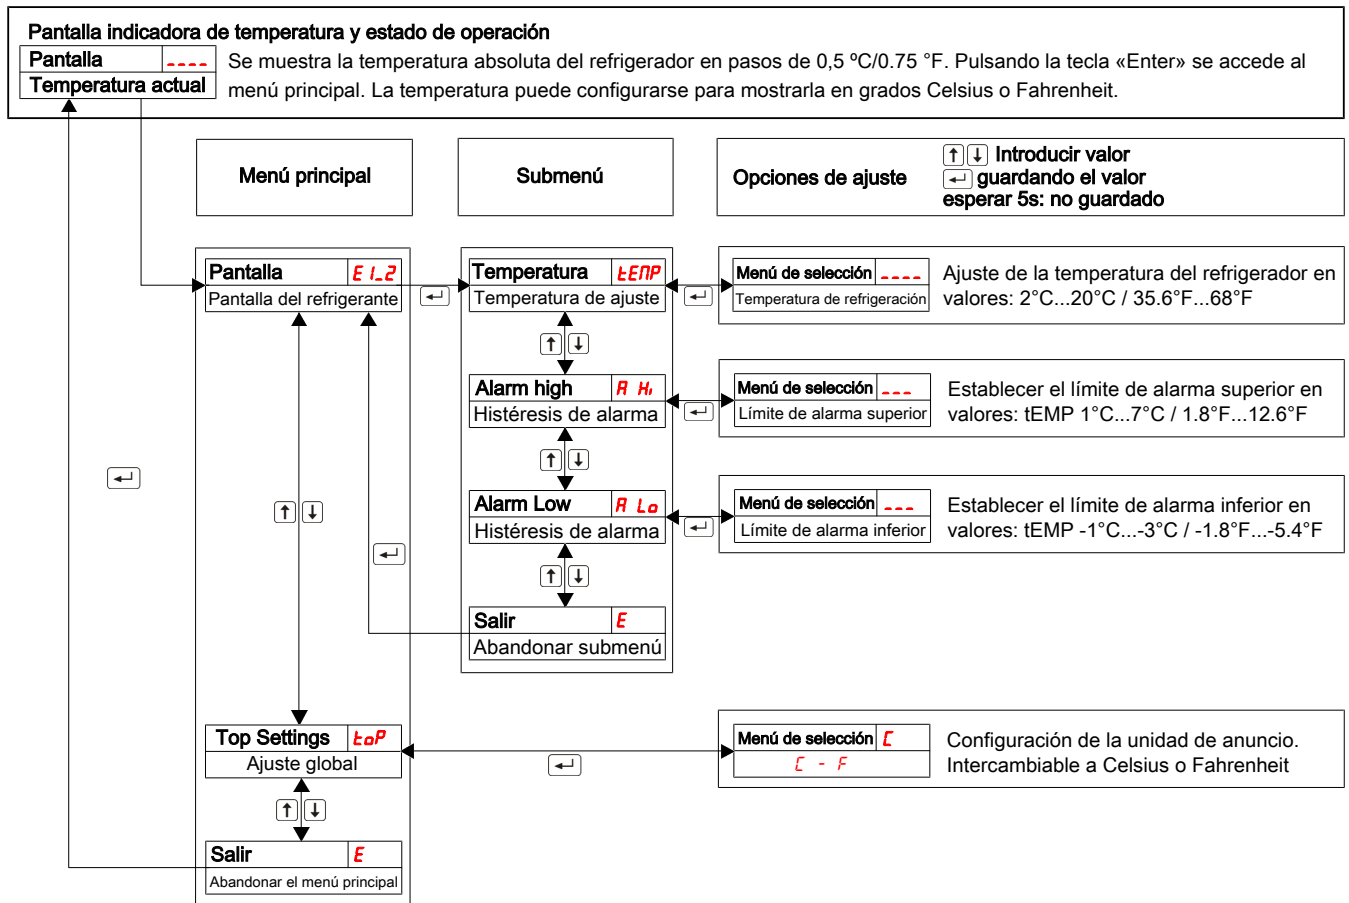 Pantalla indicadora de temperatura y estado de operación
Pantalla ----
Temperatura actual
Se muestra la temperatura absoluta del refrigerador en pasos de 0,5 ºC/0.75 °F. Pulsando la tecla «Enter» se accede al
menú principal. La temperatura puede configurarse para mostrarla en grados Celsius o Fahrenheit.
Menú principal
Submenú
Opciones de ajuste
↑ ↓ Introducir valor
↵ guardando el valor
esperar 5s: no guardado
Pantalla E1_2
Pantalla del refrigerante
↵
Temperatura tEMP
Temperatura de ajuste
↵
Menú de selección ----
Temperatura de refrigeración
Ajuste de la temperatura del refrigerador en
valores: 2°C...20°C / 35.6°F...68°F
↑ ↓
Alarm high A Hi
Histéresis de alarma
↵
Menú de selección ---
Límite de alarma superior
Establecer el límite de alarma superior en
valores: tEMP 1°C...7°C / 1.8°F...12.6°F
↑ ↓
↵
↑ ↓
Alarm Low A Lo
Histéresis de alarma
↵
Menú de selección ---
Límite de alarma inferior
Establecer el límite de alarma inferior en
valores: tEMP -1°C...-3°C / -1.8°F...-5.4°F
↵
↑ ↓
Salir E
Abandonar submenú
Top Settings toP
Ajuste global
↵
Menú de selección C
C - F
Configuración de la unidad de anuncio.
Intercambiable a Celsius o Fahrenheit
↑ ↓
Salir E
Abandonar el menú principal